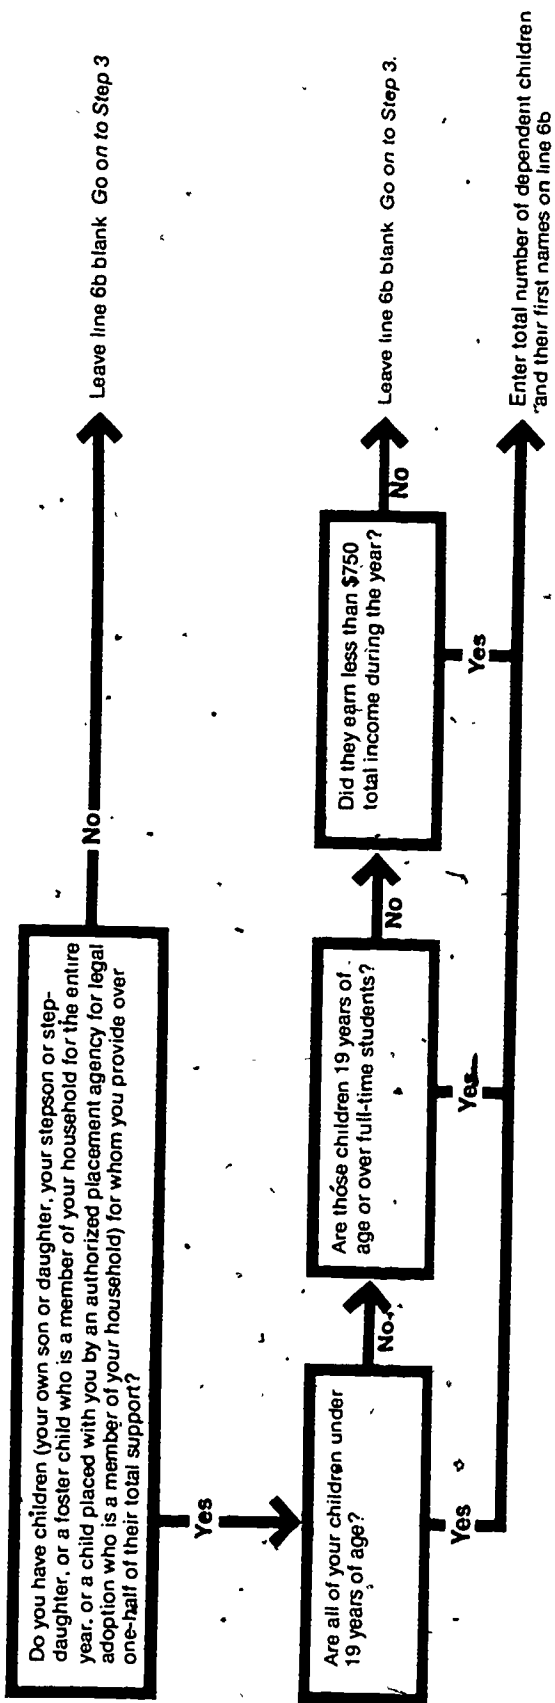 Do you have children (your own son or daughter, your stepson or step-
daughter, or a foster child who is a member of your household for the entire
year, or a child placed with you by an authorized placement agency for legal
adoption who is a member of your household) for whom you provide over
one-half of their total support?
No
Leave line 6b blank Go on to Step 3
Yes
Are all of your children under
19 years of age?
No
Are those children 19 years of
age or over full-time students?
No
Did they earn less than $750
total income during the year?
No
Leave line 6b blank Go on to Step 3.
Yes
Yes
Yes
Enter total number of dependent children
and their first names on line 6b